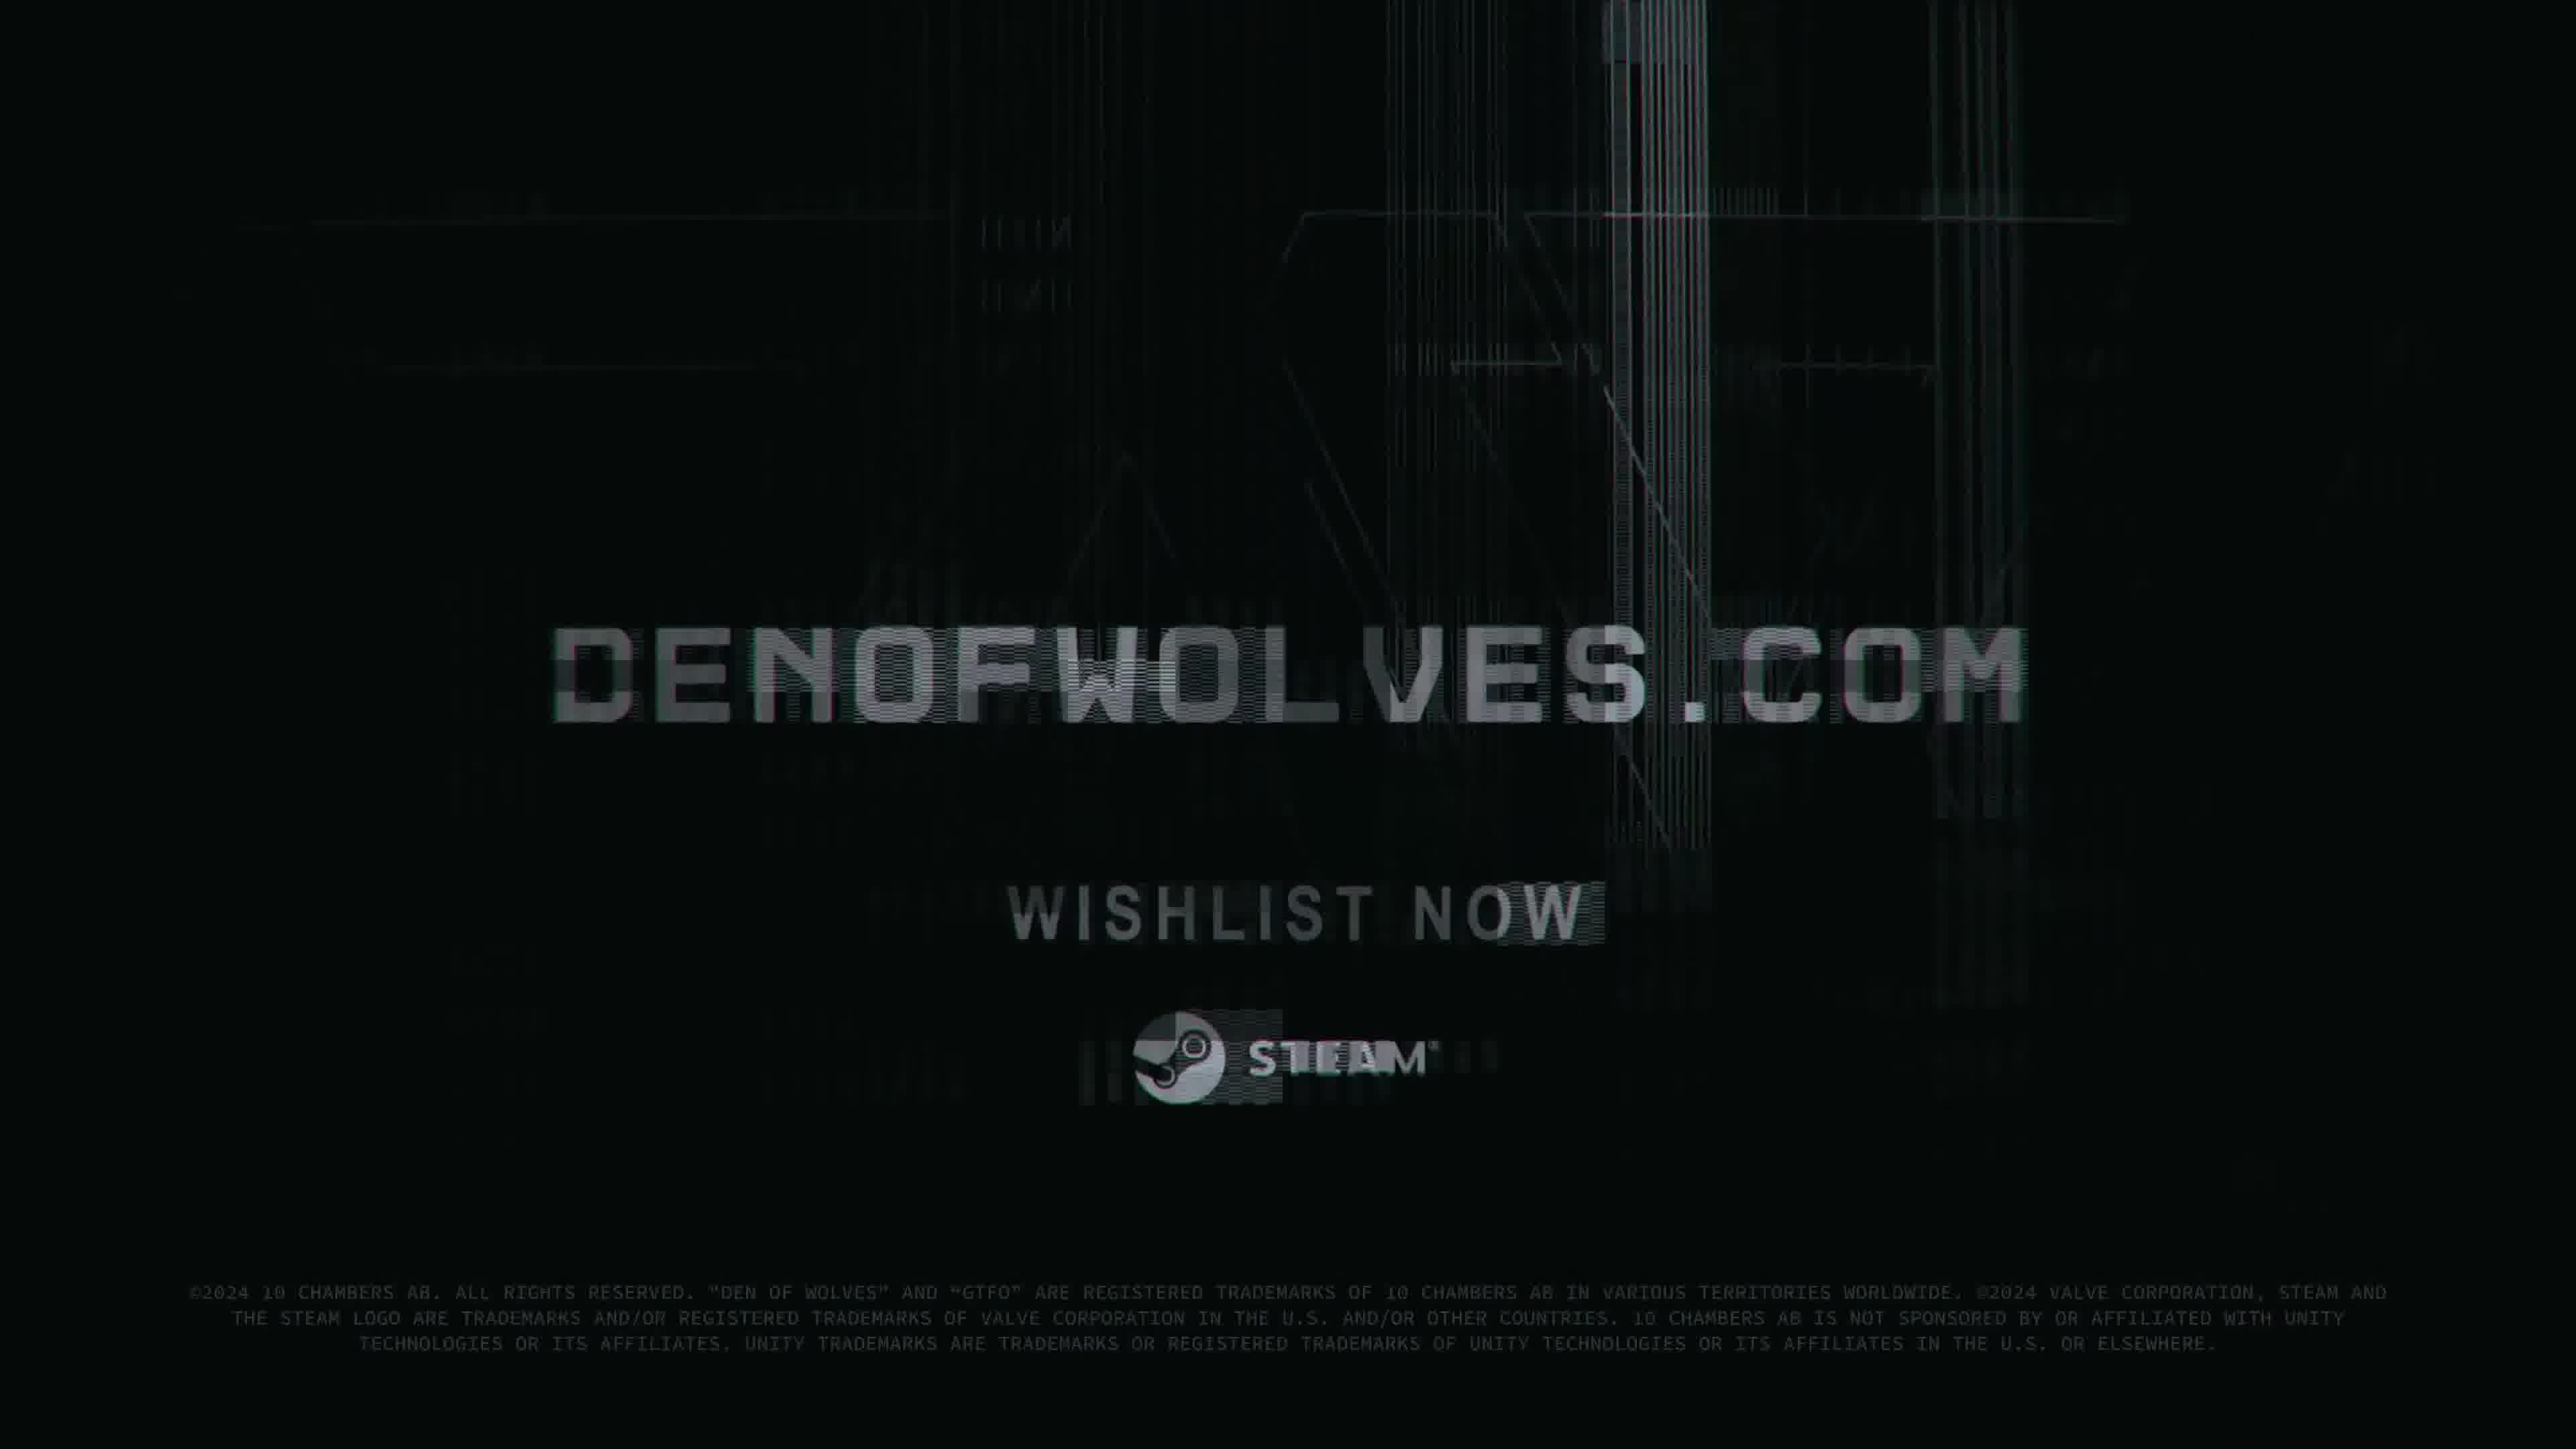 DENOFWOLVES.COM
WISHLIST NOW
STEAM®
©2024 10 CHAMBERS AB. ALL RIGHTS RESERVED. "DEN OF WOLVES" AND "GTFO" ARE REGISTERED TRADEMARKS OF 10 CHAMBERS AB IN VARIOUS TERRITORIES WORLDWIDE. ©2024 VALVE CORPORATION, STEAM AND
THE STEAM LOGO ARE TRADEMARKS AND/OR REGISTERED TRADEMARKS OF VALVE CORPORATION IN THE U.S. AND/OR OTHER COUNTRIES. 10 CHAMBERS AB IS NOT SPONSORED BY OR AFFILIATED WITH UNITY
TECHNOLOGIES OR ITS AFFILIATES. UNITY TRADEMARKS ARE TRADEMARKS OR REGISTERED TRADEMARKS OF UNITY TECHNOLOGIES OR ITS AFFILIATES IN THE U.S. OR ELSEWHERE.